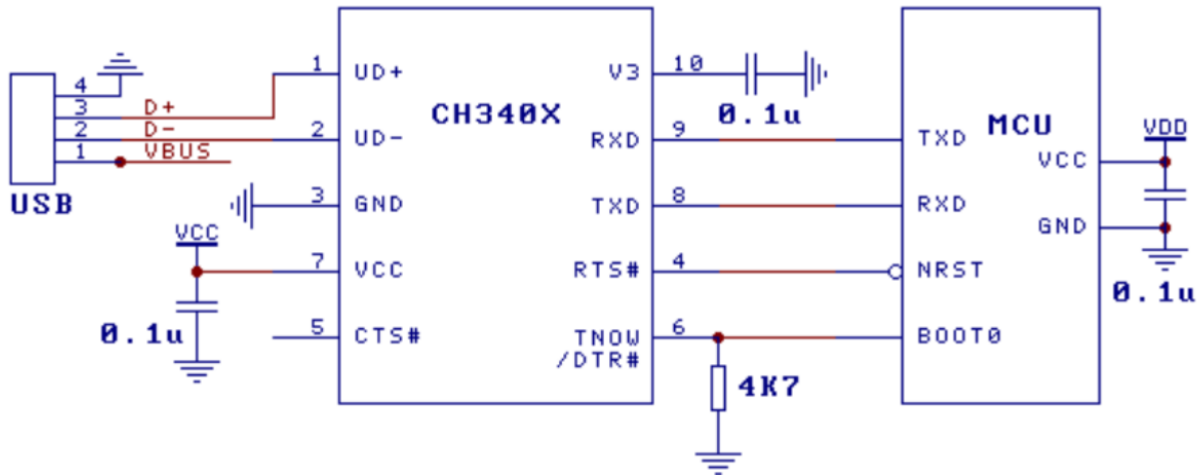 4
3 D+
2 D-
1 VBUS
USB
VCC
0.1u
1 UD+
2 UD-
3 GND
7 VCC
5 CTS#
CH340X
V3 10
RXD 9
TXD 8
RTS# 4
TNOW 6
/DTR#
0.1u
4K7
MCU
TXD
RXD
NRST
BOOT0
VCC
GND
VDD
0.1u